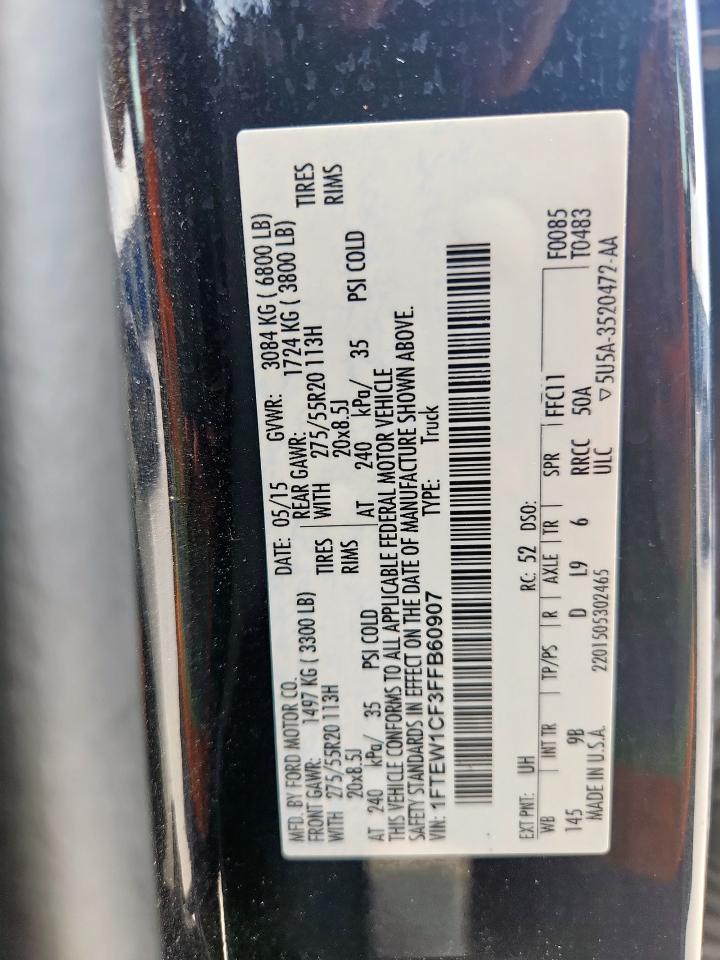 MFD. BY FORD MOTOR CO. DATE: 05/15 GVWR: 3084 KG ( 6800 LB)
FRONT GAWR: 1497 KG ( 3300 LB) REAR GAWR: 1724 KG ( 3800 LB)
WITH 275/55R20 113H TIRES WITH 275/55R20 113H TIRES
20x8.5J RIMS 20x8.5J RIMS
AT 240 kPa/ 35 PSI COLD AT 240 kPa/ 35 PSI COLD
THIS VEHICLE CONFORMS TO ALL APPLICABLE FEDERAL MOTOR VEHICLE
SAFETY STANDARDS IN EFFECT ON THE DATE OF MANUFACTURE SHOWN ABOVE.
VIN: 1FTEW1CF3FFB60907 TYPE: Truck
EXT PNT: UH RC: 52 DSO: F0085
WB INT TR TP/PS R AXLE TR SPR FFC11 T0483
145 9B D L9 6 RRCC 50A
MADE IN U.S.A. 2201505302465 ULC ▽5U5A-3520472-AA